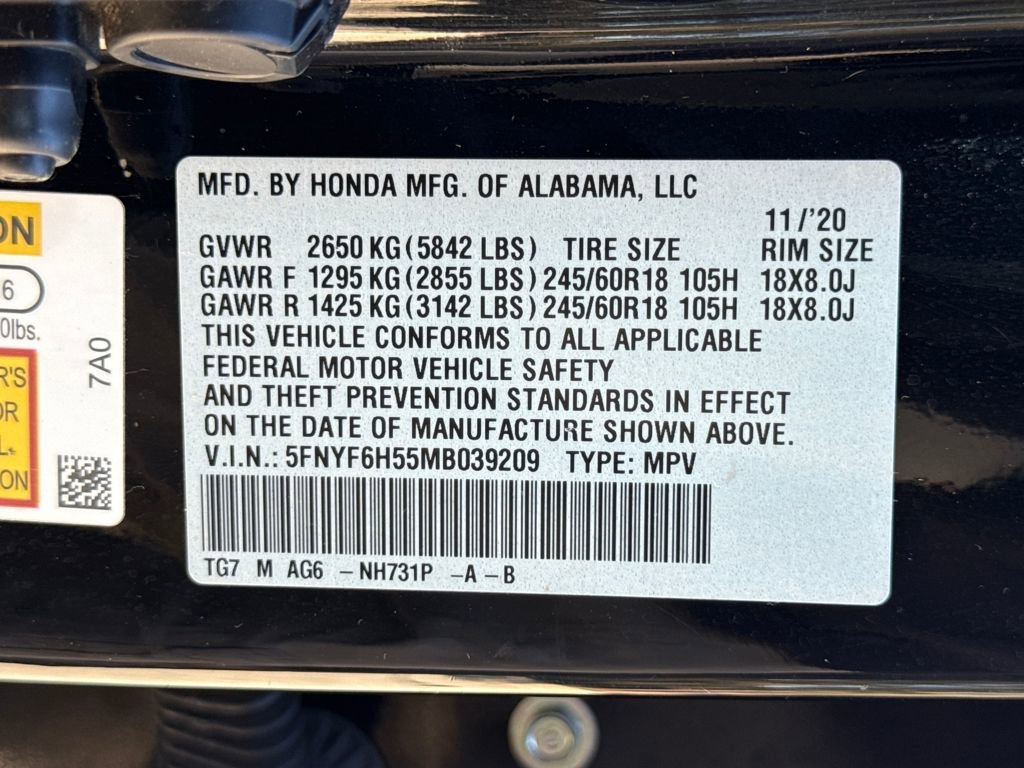 MFD. BY HONDA MFG. OF ALABAMA, LLC
11/'20
GVWR 2650 KG (5842 LBS) TIRE SIZE RIM SIZE
GAWR F 1295 KG (2855 LBS) 245/60R18 105H 18X8.0J
GAWR R 1425 KG (3142 LBS) 245/60R18 105H 18X8.0J
THIS VEHICLE CONFORMS TO ALL APPLICABLE
FEDERAL MOTOR VEHICLE SAFETY
AND THEFT PREVENTION STANDARDS IN EFFECT
ON THE DATE OF MANUFACTURE SHOWN ABOVE.
V.I.N.: 5FNYF6H55MB039209 TYPE: MPV
TG7 M AG6 -NH731P -A-B
6
lbs.
7A0